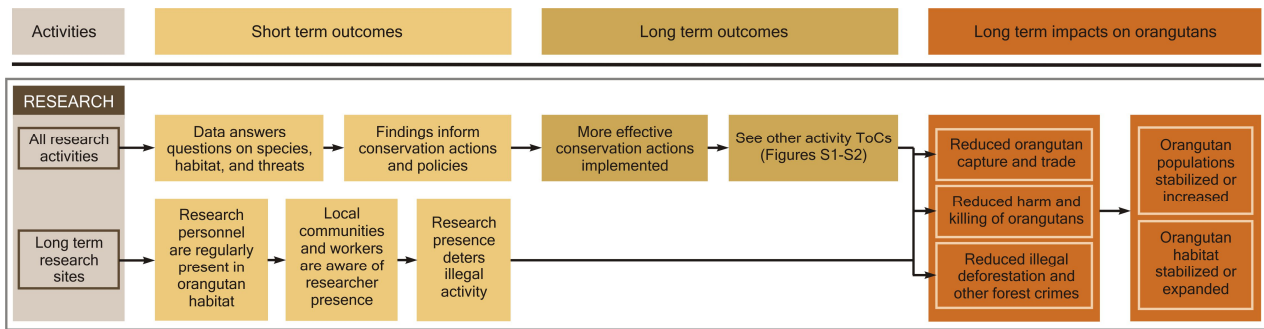 Activities
Short term outcomes
Long term outcomes
Long term impacts on orangutans
RESEARCH
All research
activities
Data answers
questions on species,
habitat, and threats
Findings inform
conservation actions
and policies
More effective
conservation actions
implemented
See other activity ToCs
(Figures S1-S2)
Reduced orangutan
capture and trade
Reduced harm and
killing of orangutans
Reduced illegal
deforestation and
other forest crimes
Orangutan
populations
stabilized or
increased
Orangutan
habitat
stabilized or
expanded
Long term
research
sites
Research
personnel
are regularly
present in
orangutan
habitat
Local
communities
and workers
are aware of
researcher
presence
Research
presence
deters
illegal
activity